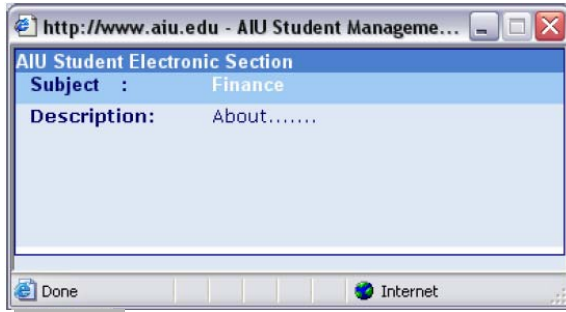 http://www.aiu.edu - AIU Student Manageme...
AIU Student Electronic Section
Subject : Finance
Description: About.......
Done Internet